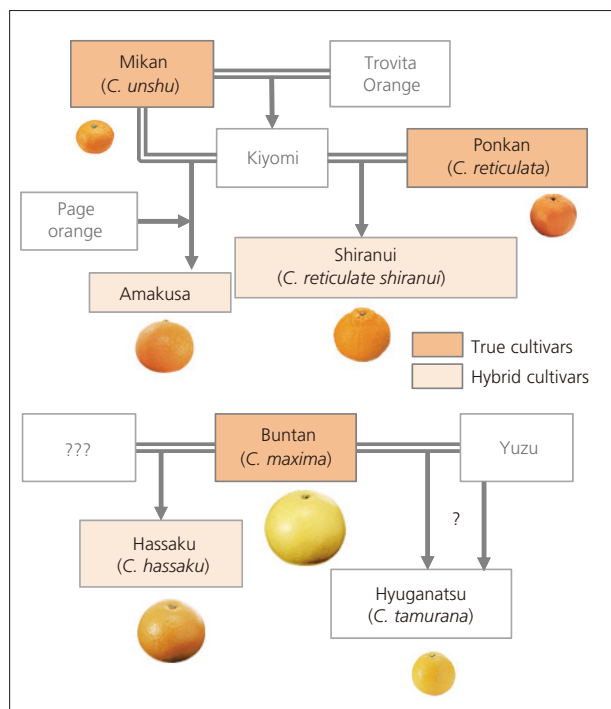 Mikan
(C. unshu)
Trovita
Orange
Kiyomi
Ponkan
(C. reticulata)
Page
orange
Shiranui
(C. reticulate shiranui)
Amakusa
True cultivars
Hybrid cultivars
???
Buntan
(C. maxima)
Yuzu
?
Hassaku
(C. hassaku)
Hyuganatsu
(C. tamurana)